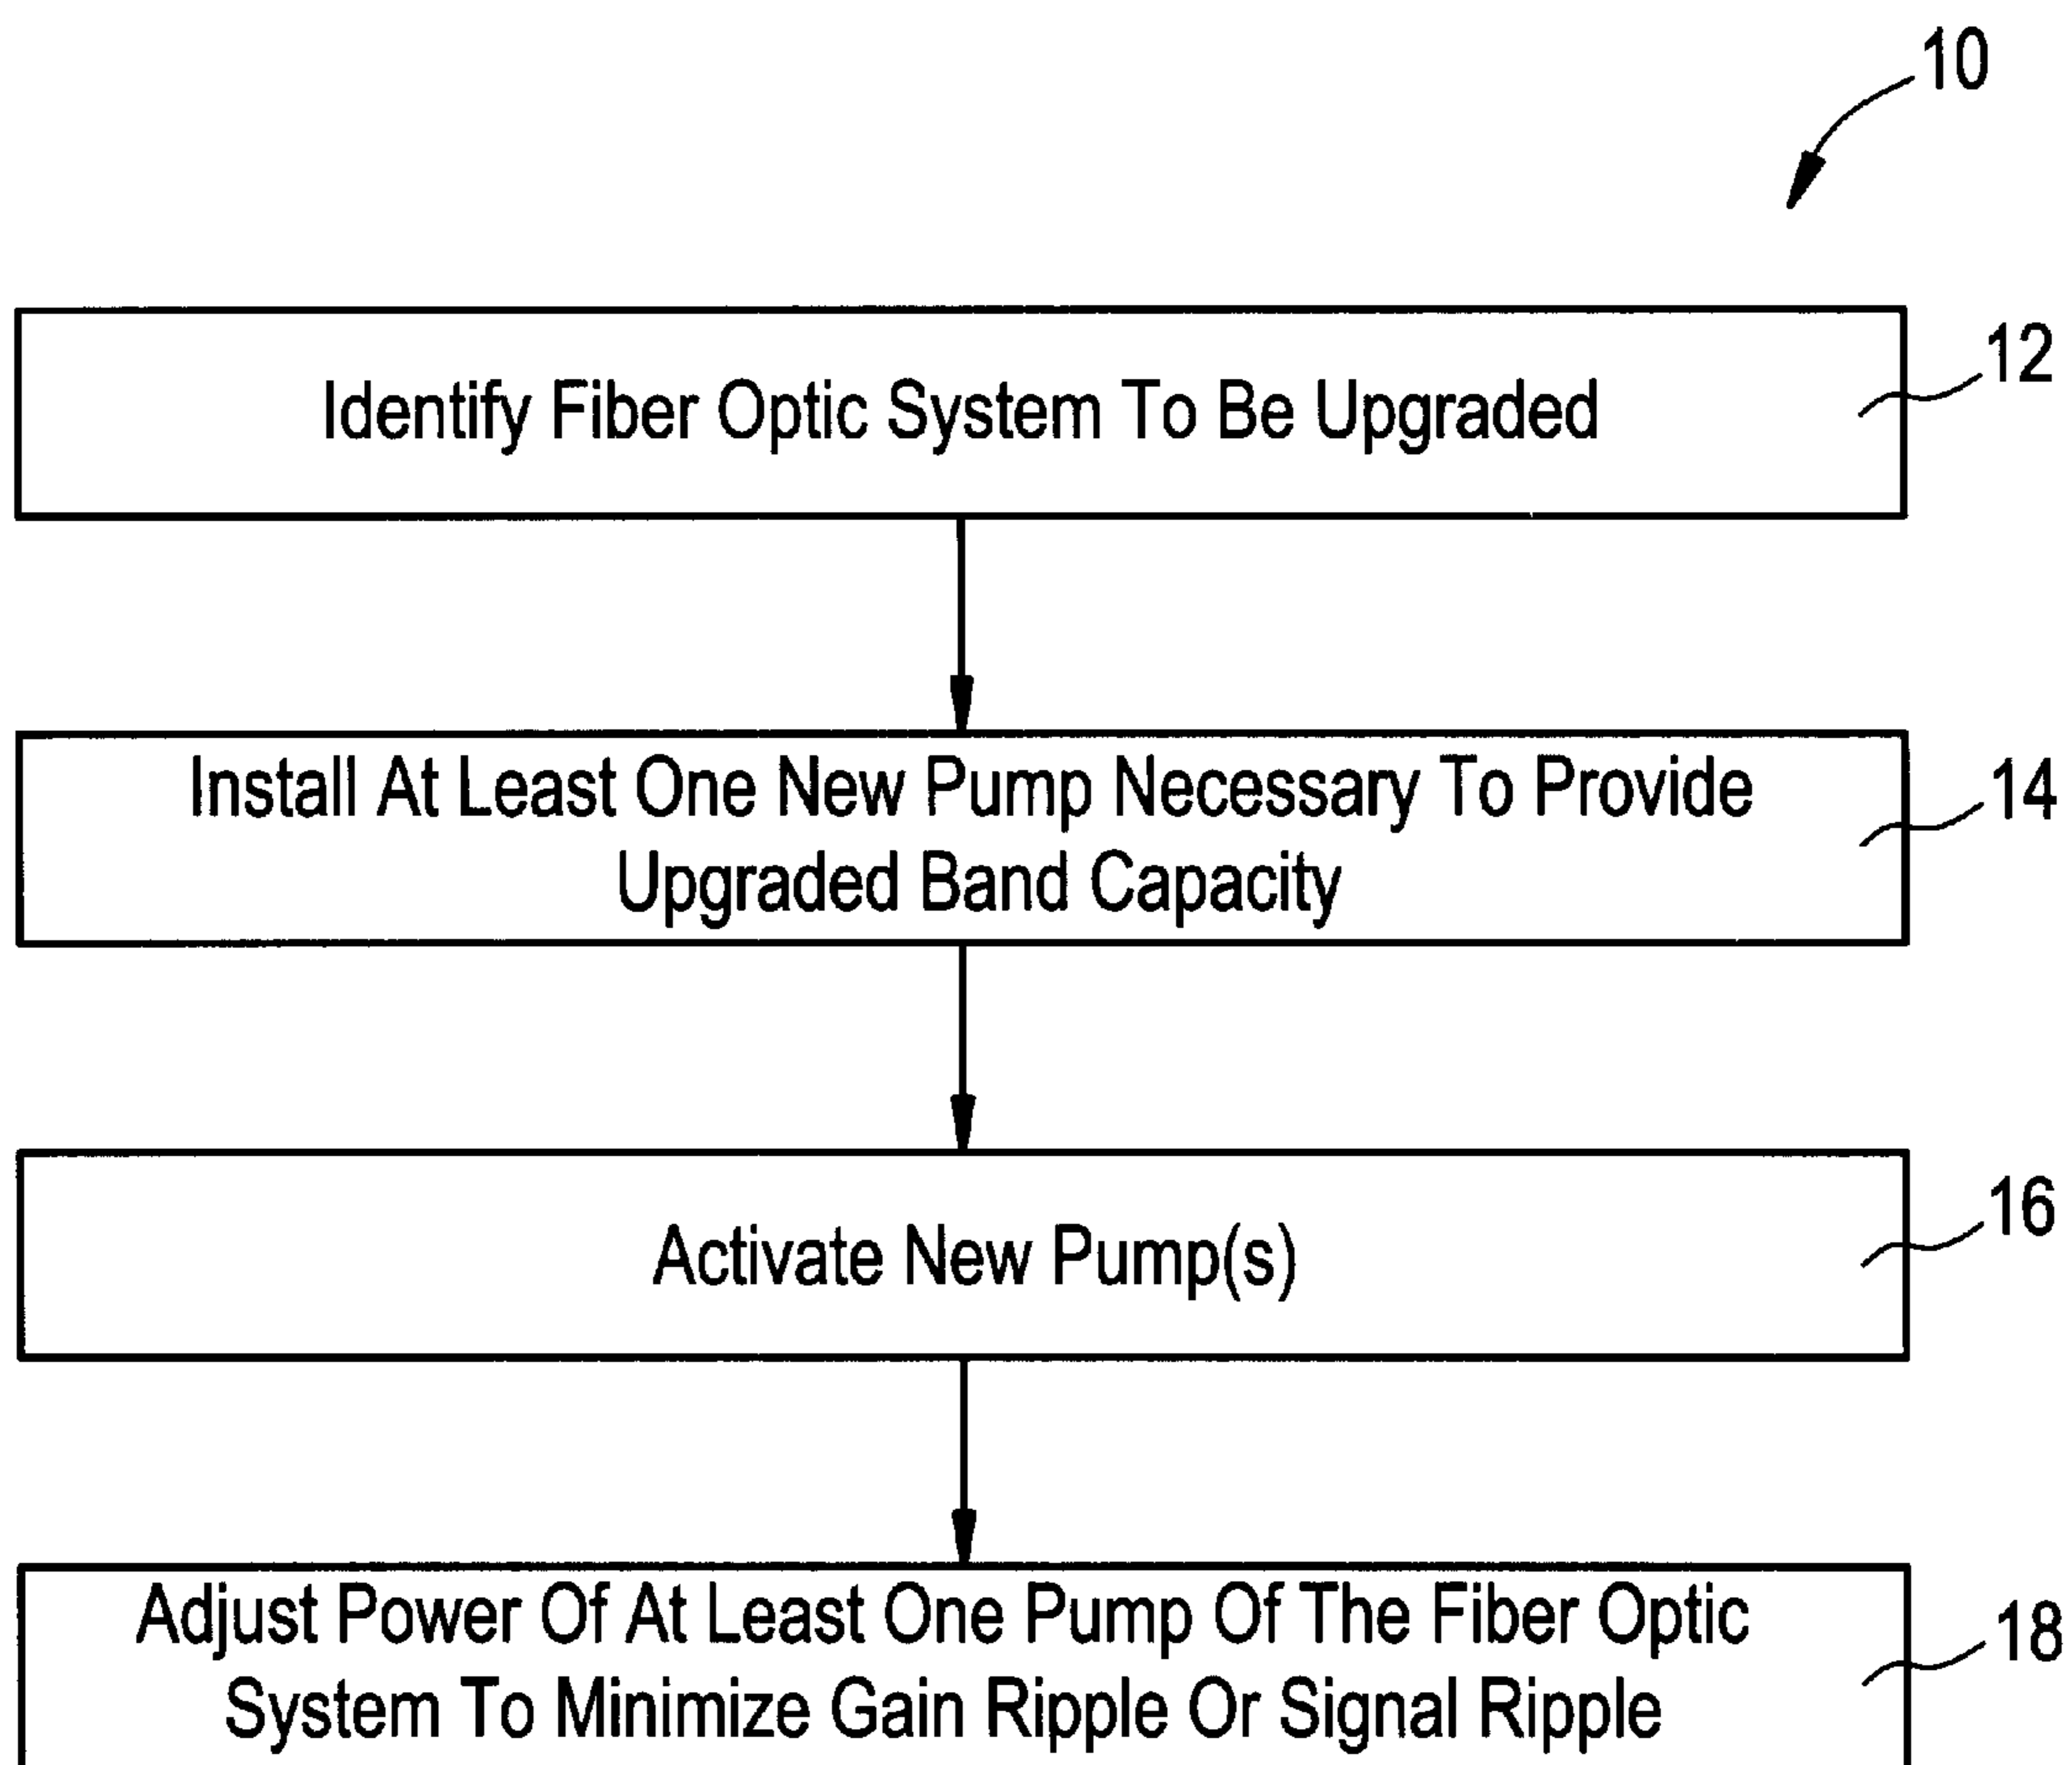 10
Identify Fiber Optic System To Be Upgraded
12
Install At Least One New Pump Necessary To Provide
Upgraded Band Capacity
14
Activate New Pump(s)
16
Adjust Power Of At Least One Pump Of The Fiber Optic
System To Minimize Gain Ripple Or Signal Ripple
18